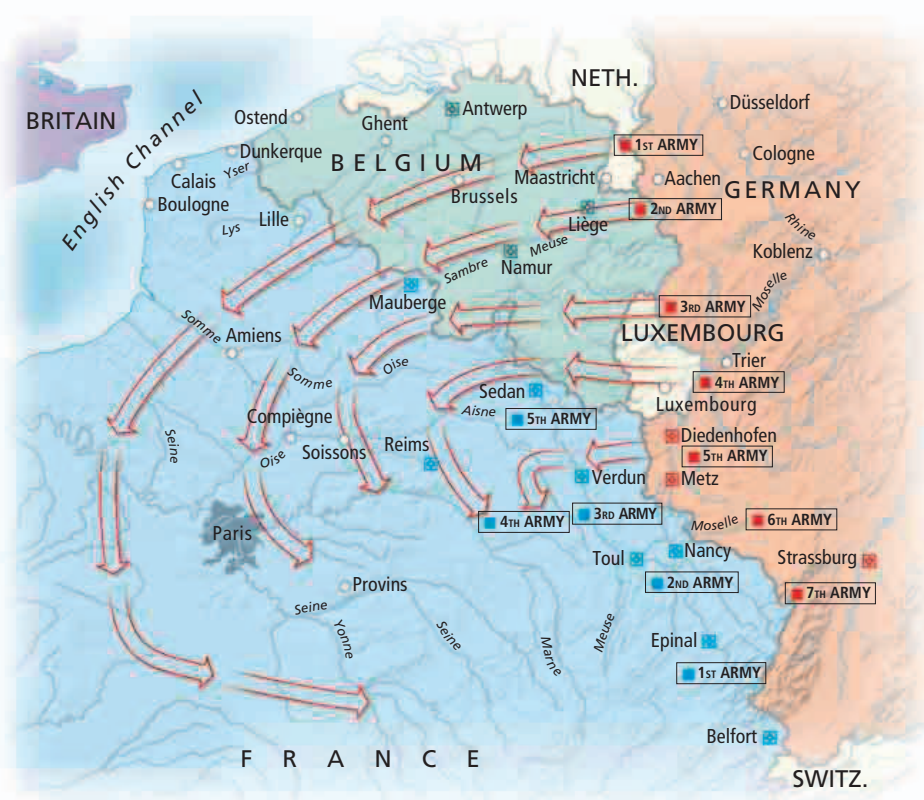 NETH.
BRITAIN
English Channel
Ostend
Ghent
Antwerp
Düsseldorf
Dunkerque
BELGIUM
1ST ARMY
Cologne
Calais
Yser
Maastricht
Aachen
GERMANY
Boulogne
Brussels
2ND ARMY
Lille
Lys
Liège
Rhine
Meuse
Koblenz
Sambre
Namur
Moselle
Mauberge
3RD ARMY
Somme
Amiens
LUXEMBOURG
Oise
Trier
Somme
4TH ARMY
Sedan
Aisne
Luxembourg
Compiègne
5TH ARMY
Seine
Soissons
Reims
Diedenhofen
Oise
5TH ARMY
Verdun
Metz
4TH ARMY
3RD ARMY
Moselle
6TH ARMY
Paris
Toul
Nancy
Strassburg
Provins
2ND ARMY
7TH ARMY
Seine
Yonne
Seine
Marne
Meuse
Epinal
1ST ARMY
Belfort
FRANCE
SWITZ.